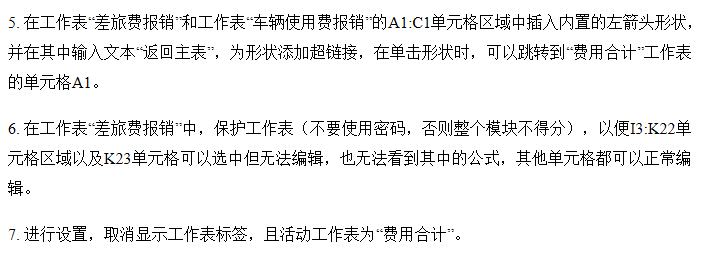 5. 在工作表“差旅费报销”和工作表“车辆使用费报销”的A1:C1单元格区域中插入内置的左箭头形状，
并在其中输入文本“返回主表”，为形状添加超链接，在单击形状时，可以跳转到“费用合计”工作表
的单元格A1。
6. 在工作表“差旅费报销”中，保护工作表（不要使用密码，否则整个模块不得分），以便I3:K22单
元格区域以及K23单元格可以选中但无法编辑，也无法看到其中的公式，其他单元格都可以正常编
辑。
7. 进行设置，取消显示工作表标签，且活动工作表为“费用合计”。